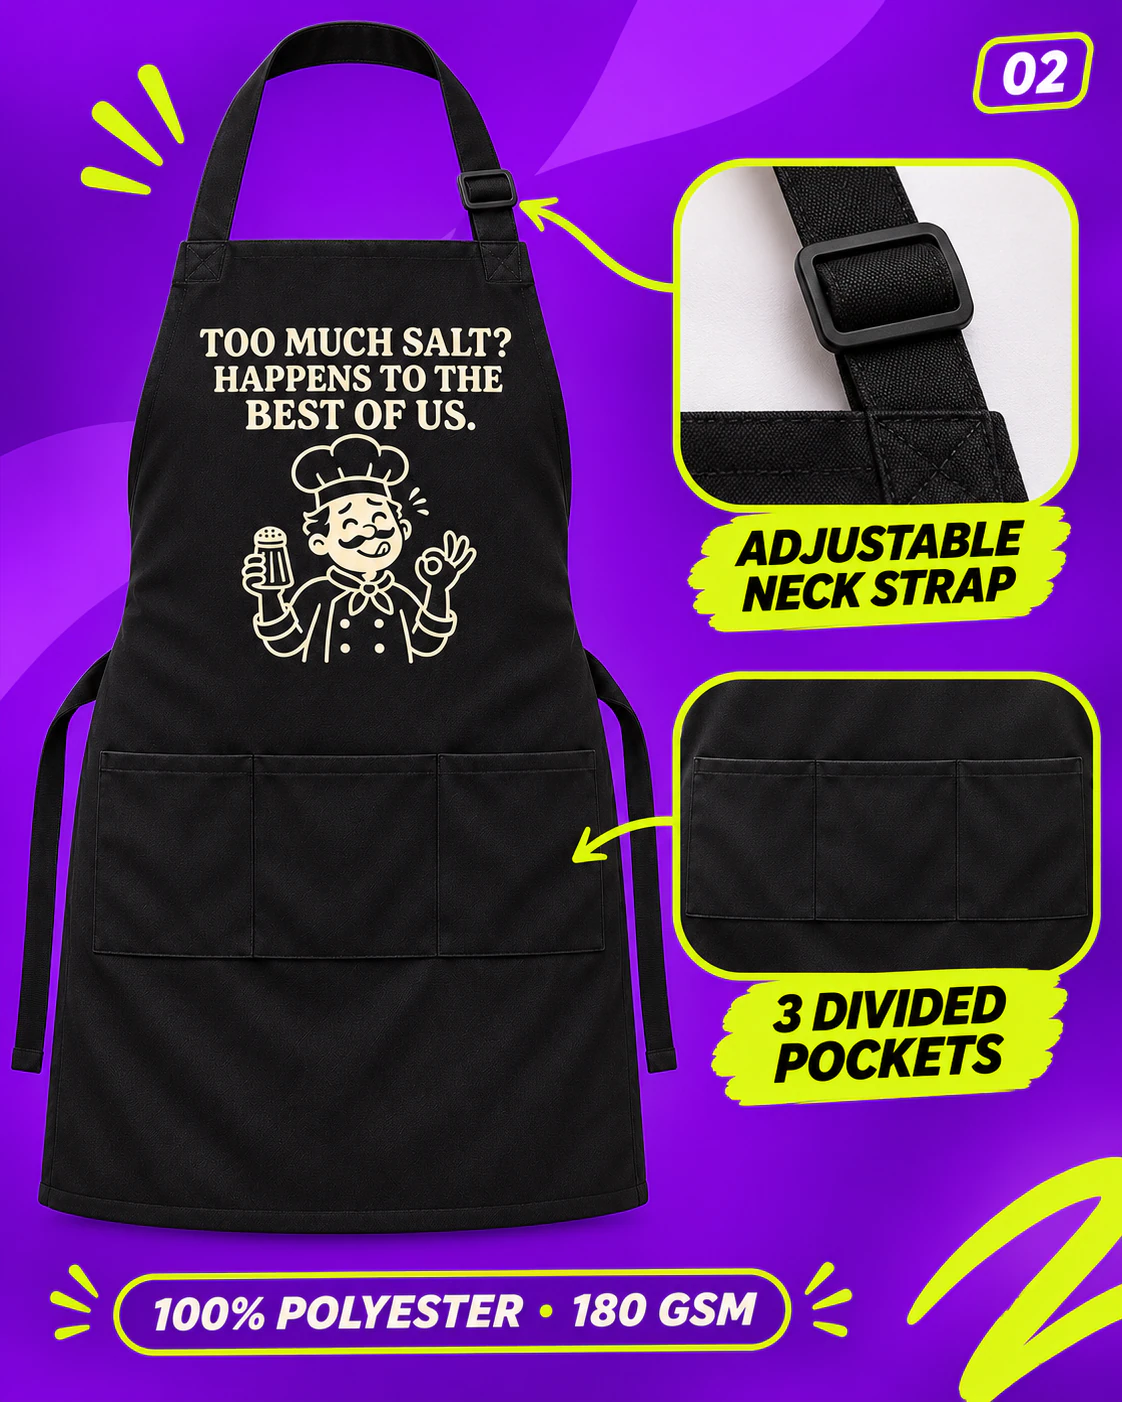 02
TOO MUCH SALT?
HAPPENS TO THE
BEST OF US.
ADJUSTABLE
NECK STRAP
3 DIVIDED
POCKETS
100% POLYESTER • 180 GSM